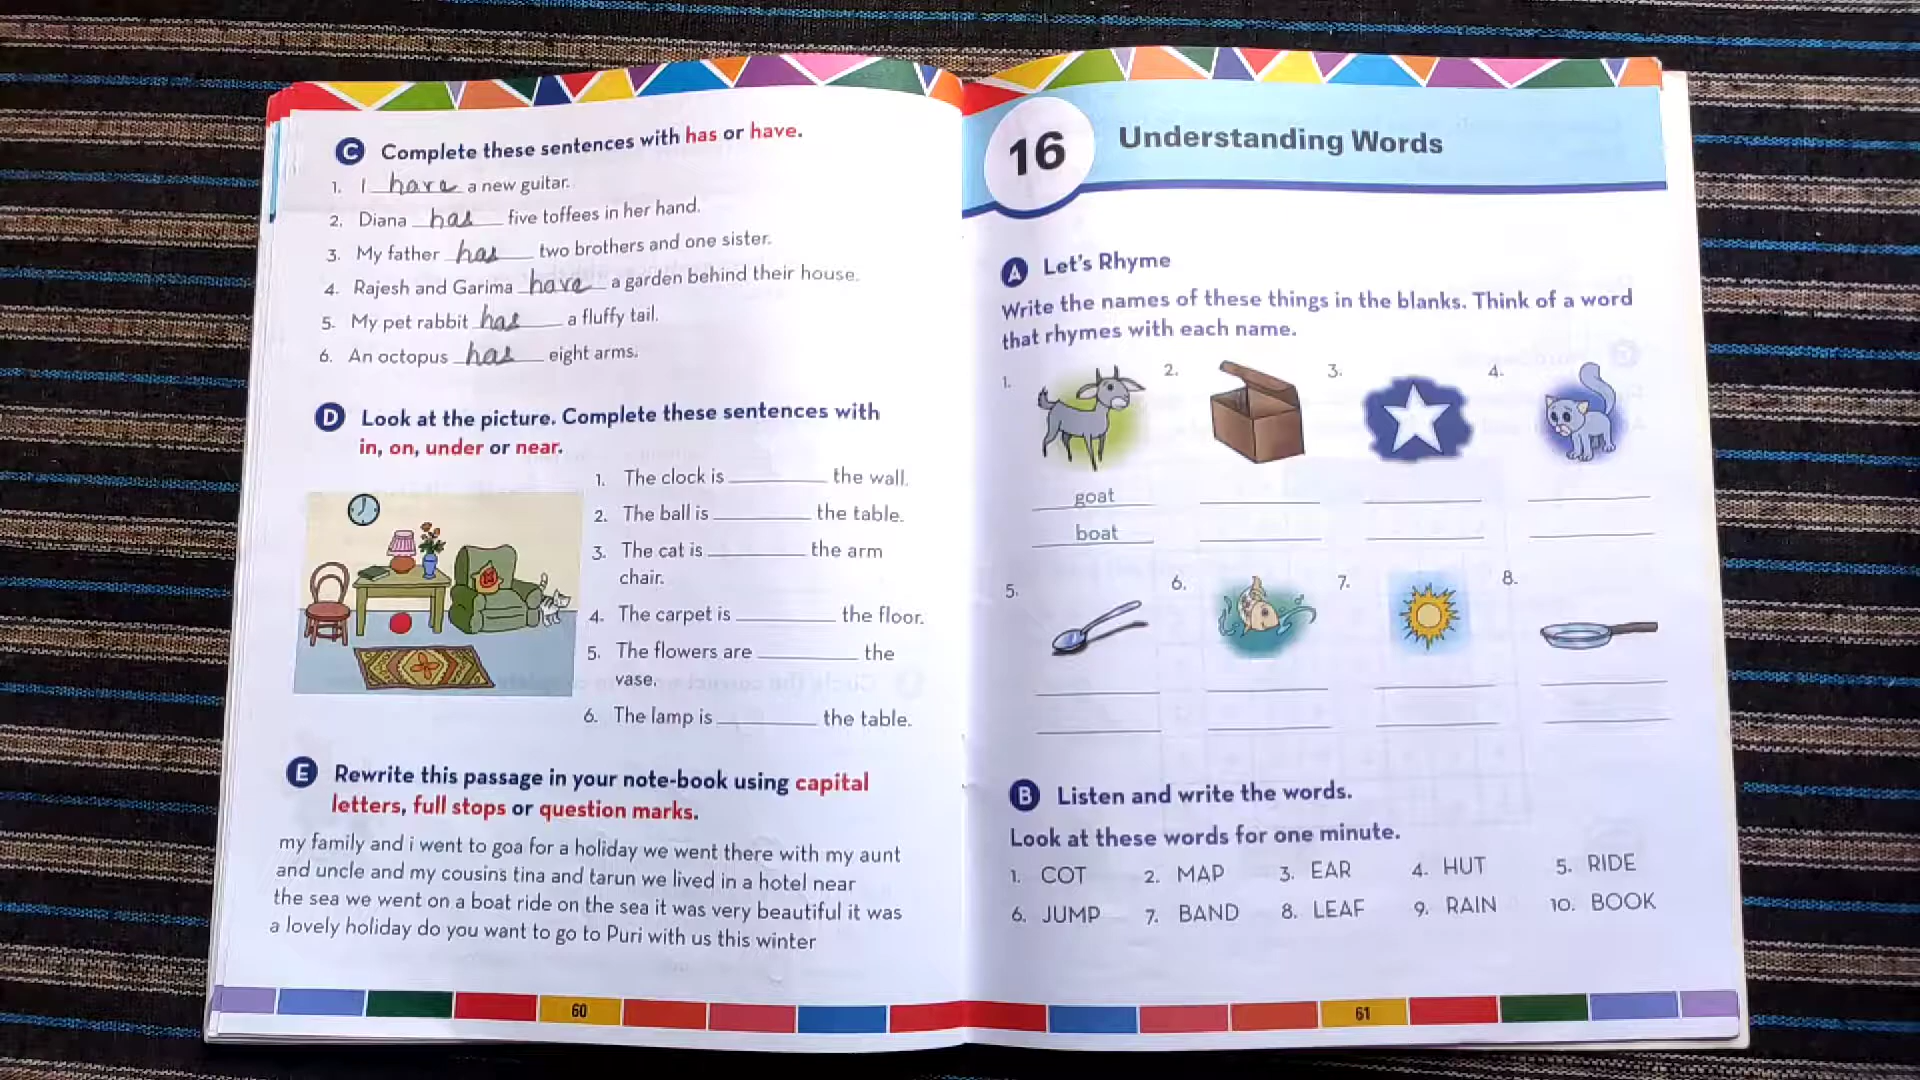 C Complete these sentences with has or have.
1. I have a new guitar.
2. Diana has five toffees in her hand.
3. My father has two brothers and one sister.
4. Rajesh and Garima have a garden behind their house.
5. My pet rabbit has a fluffy tail.
6. An octopus has eight arms.
D Look at the picture. Complete these sentences with
in, on, under or near.
1. The clock is ________ the wall.
2. The ball is ________ the table.
3. The cat is ________ the arm
chair.
4. The carpet is ________ the floor.
5. The flowers are ________ the
vase.
6. The lamp is ________ the table.
E Rewrite this passage in your note-book using capital
letters, full stops or question marks.
my family and i went to goa for a holiday we went there with my aunt
and uncle and my cousins tina and tarun we lived in a hotel near
the sea we went on a boat ride on the sea it was very beautiful it was
a lovely holiday do you want to go to Puri with us this winter
60
16 Understanding Words
A Let's Rhyme
Write the names of these things in the blanks. Think of a word
that rhymes with each name.
1. 2. 3. 4.
goat
boat
5. 6. 7. 8.
B Listen and write the words.
Look at these words for one minute.
1. COT 2. MAP 3. EAR 4. HUT 5. RIDE
6. JUMP 7. BAND 8. LEAF 9. RAIN 10. BOOK
61